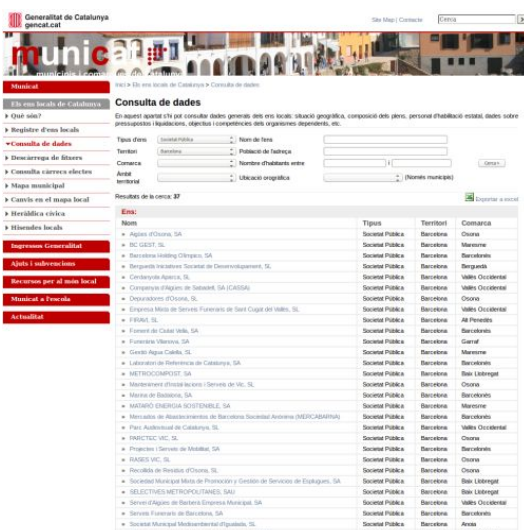 Generalitat de Catalunya
gencat.cat
Site Map | Contacte
Cerca
municat
municipis i comarques de Catalunya
Inici > Els ens locals de Catalunya > Consulta de dades
Municat
Els ens locals de Catalunya
Què són?
Registre d'ens locals
Consulta de dades
Descàrrega de fitxers
Consulta càrrecs electes
Mapa municipal
Canvis en el mapa local
Heràldica cívica
Hisendes locals
Ingressos Generalitat
Ajuts i subvencions
Recursos per al món local
Municat a l'escola
Actualitat
Consulta de dades
En aquest apartat s'hi pot consultar dades generals dels ens locals: situació geogràfica, composició dels plens, personal d'habilitació estatal, dades sobre
pressupostos i liquidacions, objectius i competències dels organismes dependents, etc.
Tipus d'ens Societat Pública Nom de l'ens
Territori Barcelona Població de l'adreça
Comarca Nombre d'habitants entre i Cerca
Àmbit territorial Ubicació orogràfica (Només municipis)
Resultats de la cerca: 37 Exportar a excel
Ens:
Nom Tipus Territori Comarca
Aigües d'Osona, SA Societat Pública Barcelona Osona
BC GEST, SL Societat Pública Barcelona Maresme
Barcelona Holding Olímpics, SA Societat Pública Barcelona Barcelonès
Berguedà Iniciatives Societat de Desenvolupament, SL Societat Pública Barcelona Berguedà
Cerdanyola Aparca, SL Societat Pública Barcelona Vallès Occidental
Companyia d'Aigües de Sabadell, SA (CASSA) Societat Pública Barcelona Vallès Occidental
Depuradores d'Osona, SL Societat Pública Barcelona Osona
Empresa Mixta de Serveis Funeraris de Sant Cugat del Vallès, SL Societat Pública Barcelona Vallès Occidental
FIRAVI, SL Societat Pública Barcelona Alt Penedès
Foment de Ciutat Vella, SA Societat Pública Barcelona Barcelonès
Funerària Vilanova, SA Societat Pública Barcelona Garraf
Gestió Aigua Calella, SL Societat Pública Barcelona Maresme
Laboratori de Referència de Catalunya, SA Societat Pública Barcelona Barcelonès
METROCOMPOST, SA Societat Pública Barcelona Baix Llobregat
Manteniment d'Instal·lacions i Serveis de Vic, SL Societat Pública Barcelona Osona
Marina de Badalona, SA Societat Pública Barcelona Barcelonès
MATARÓ ENERGIA SOSTENIBLE, SA Societat Pública Barcelona Maresme
Mercados de Abastecimientos de Barcelona Sociedad Anónima (MERCABARNA) Societat Pública Barcelona Barcelonès
Parc Audiovisual de Catalunya, SL Societat Pública Barcelona Vallès Occidental
PARCTEC VIC, SL Societat Pública Barcelona Osona
Projectes i Serveis de Mobilitat, SA Societat Pública Barcelona Barcelonès
RASES VIC, SL Societat Pública Barcelona Osona
Recollida de Residus d'Osona, SL Societat Pública Barcelona Osona
Sociedad Municipal Mixta de Promoción y Gestión de Servicios de Esplugues, SA Societat Pública Barcelona Baix Llobregat
SELECTIVES METROPOLITANES, SAU Societat Pública Barcelona Baix Llobregat
Servei d'Aigües de Barberà Empresa Municipal, SA Societat Pública Barcelona Vallès Occidental
Serveis Funeraris de Barcelona, SA Societat Pública Barcelona Barcelonès
Societat Municipal Mediambiental d'Igualada, SL Societat Pública Barcelona Anoia